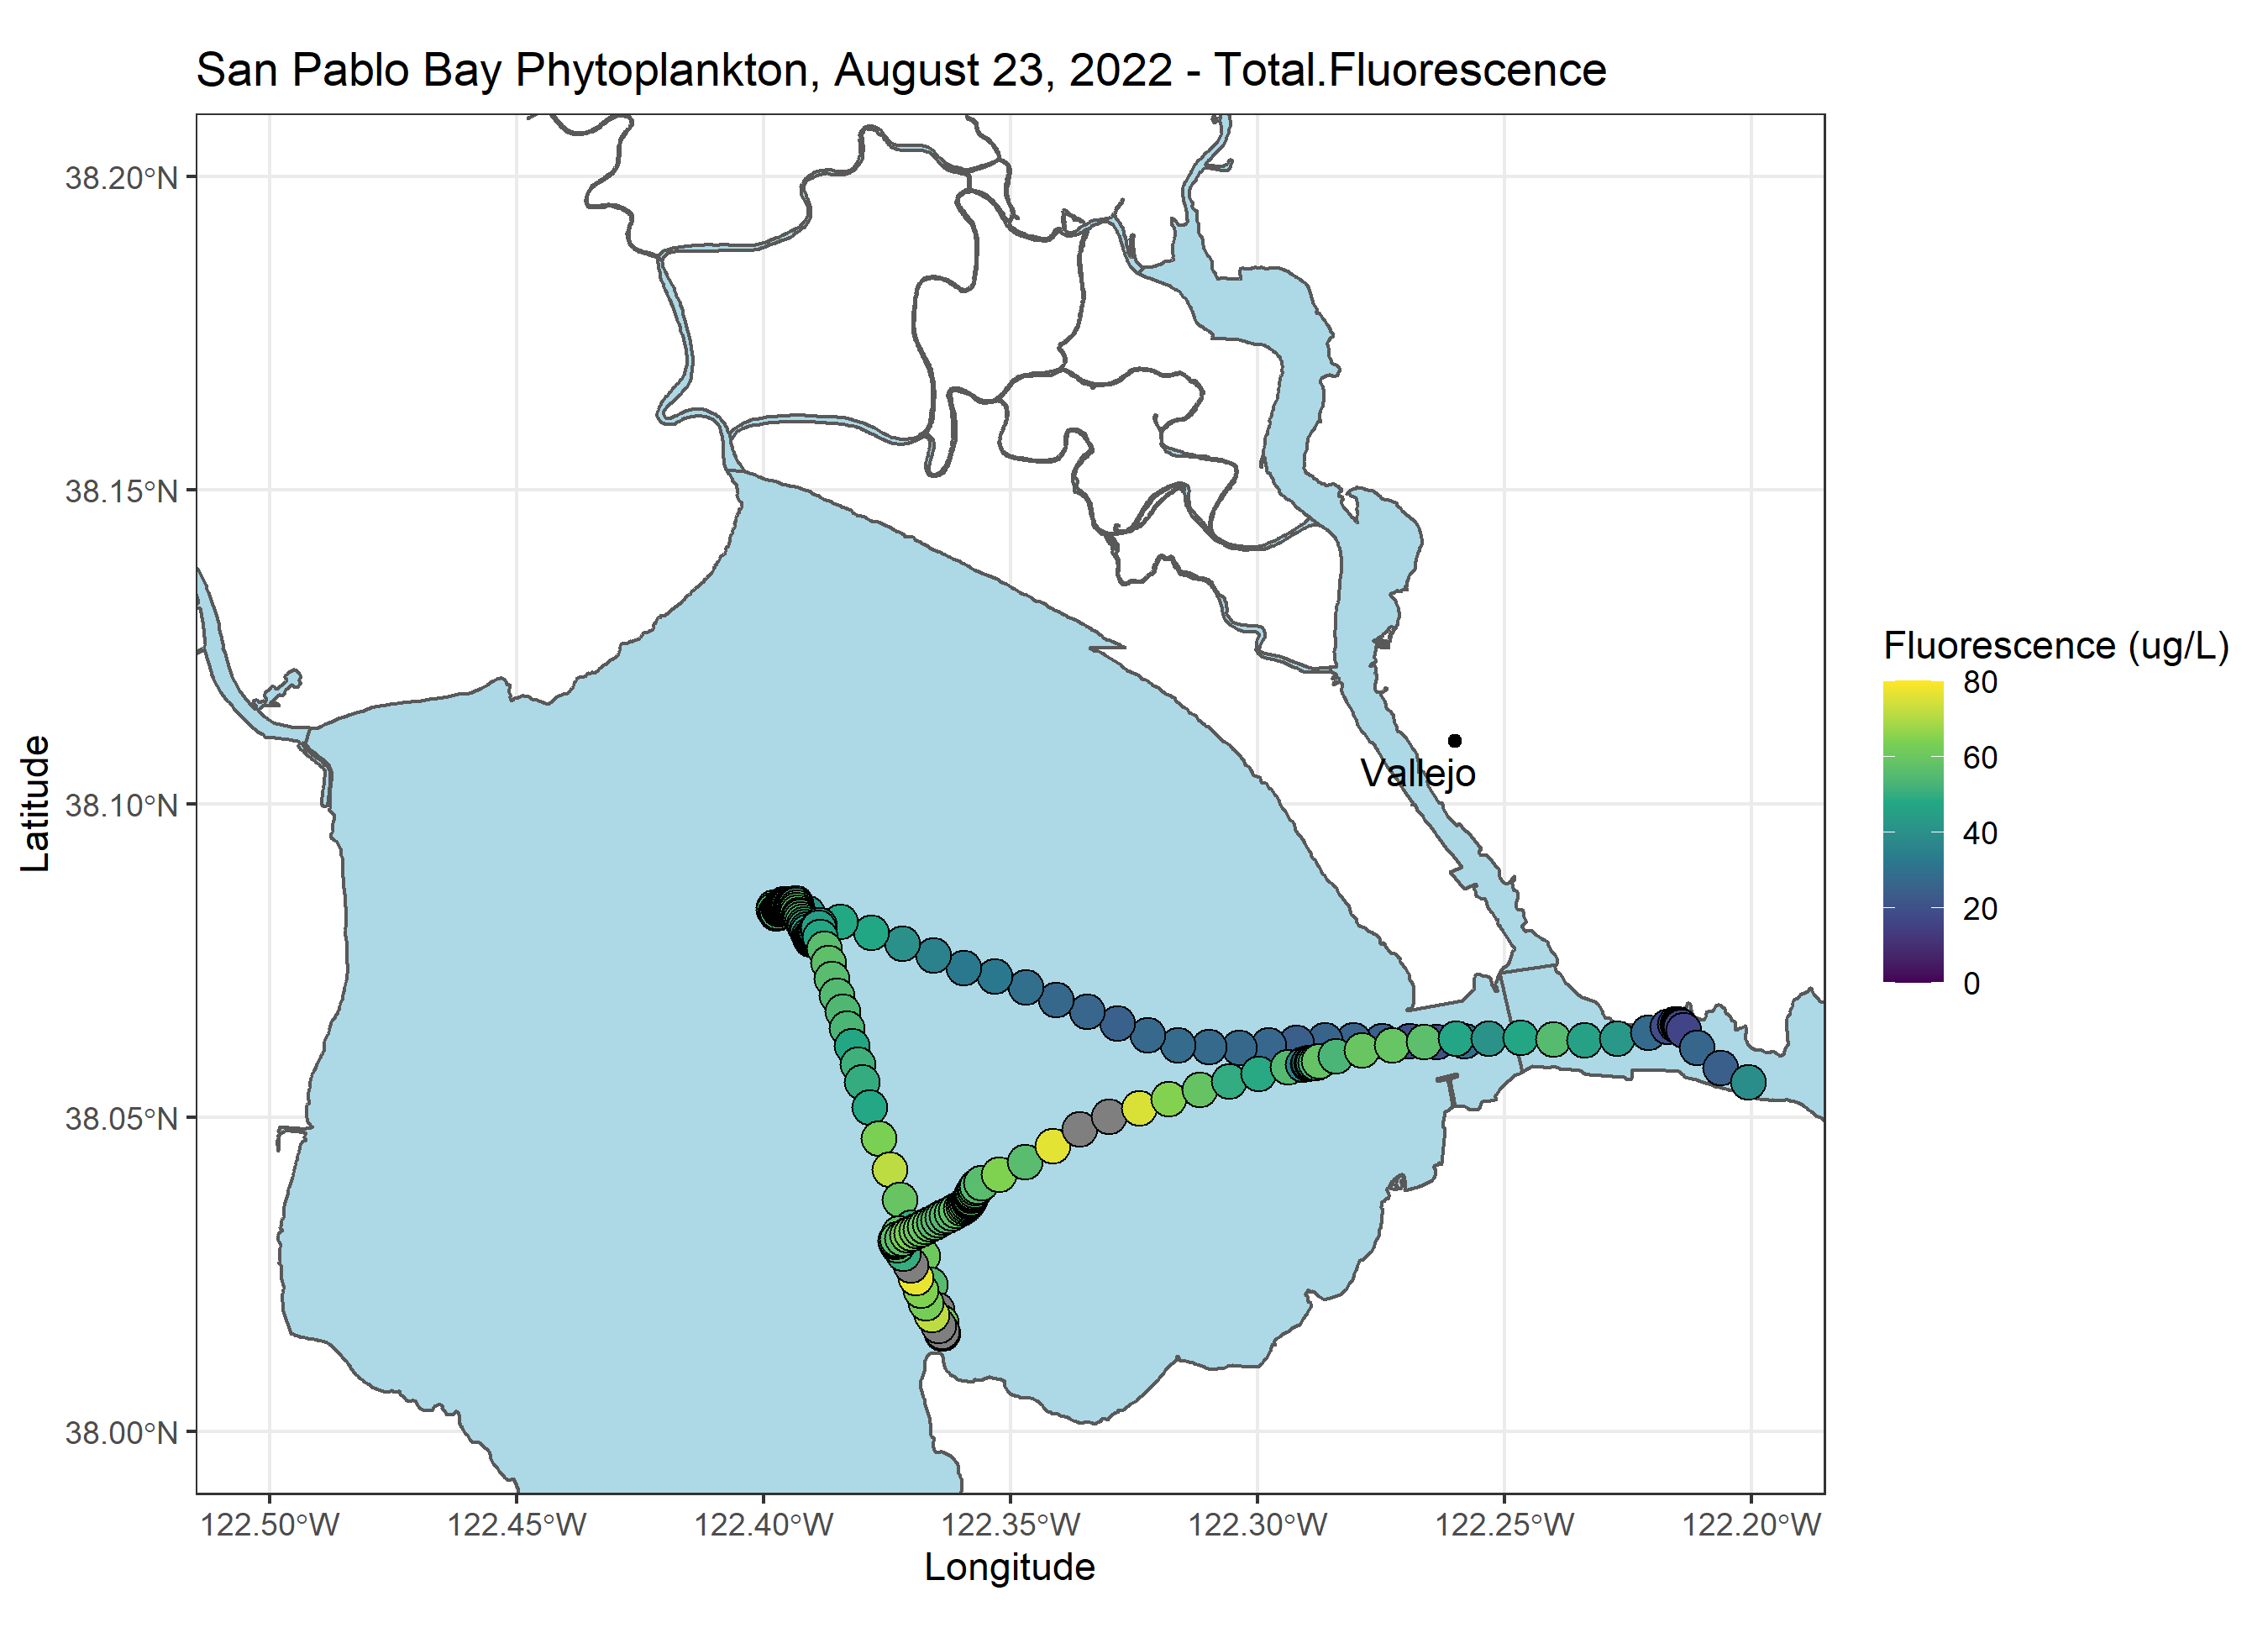 San Pablo Bay Phytoplankton, August 23, 2022 - Total.Fluorescence
38.20°N
38.15°N
38.10°N
38.05°N
38.00°N
Latitude
Vallejo
122.50°W 122.45°W 122.40°W 122.35°W 122.30°W 122.25°W 122.20°W
Longitude
Fluorescence (ug/L)
80
60
40
20
0